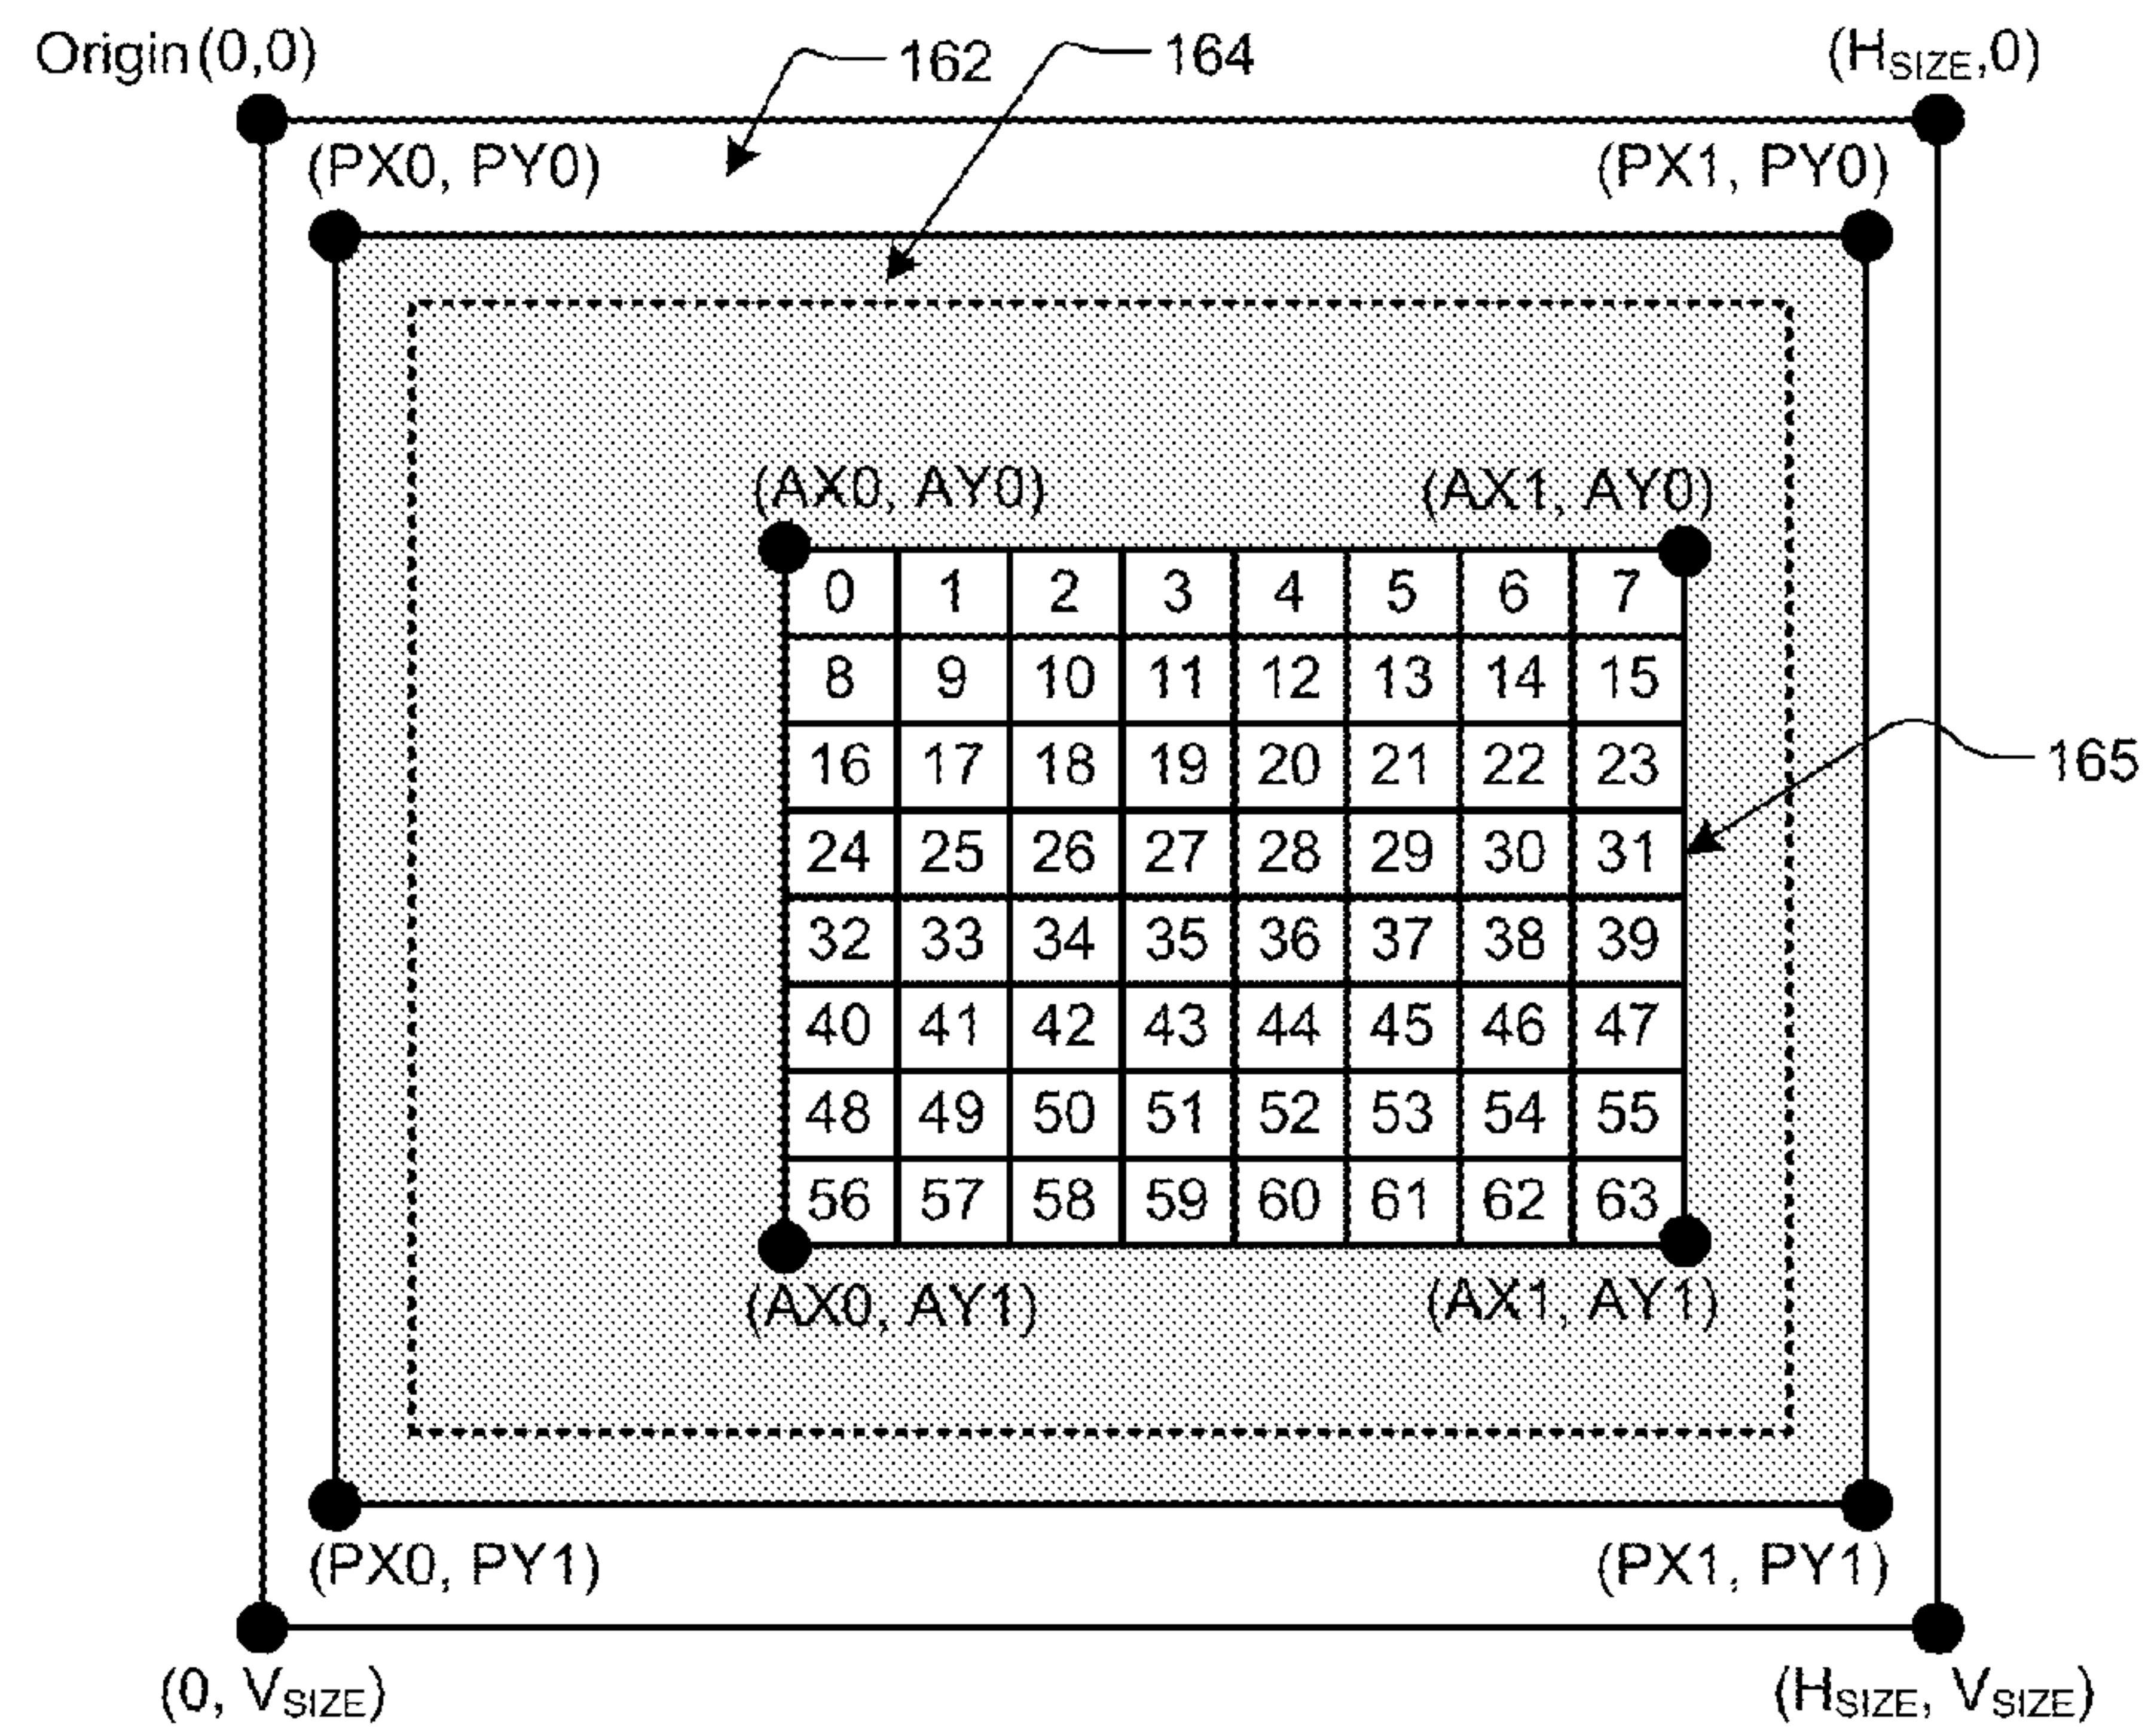 Origin(0,0) 162 164 (HSIZE,0)
(PX0, PY0) (PX1, PY0)
(AX0, AY0) (AX1, AY0)
0 1 2 3 4 5 6 7
8 9 10 11 12 13 14 15
16 17 18 19 20 21 22 23
165
24 25 26 27 28 29 30 31
32 33 34 35 36 37 38 39
40 41 42 43 44 45 46 47
48 49 50 51 52 53 54 55
56 57 58 59 60 61 62 63
(AX0, AY1) (AX1, AY1)
(PX0, PY1) (PX1, PY1)
(0, VSIZE) (HSIZE, VSIZE)